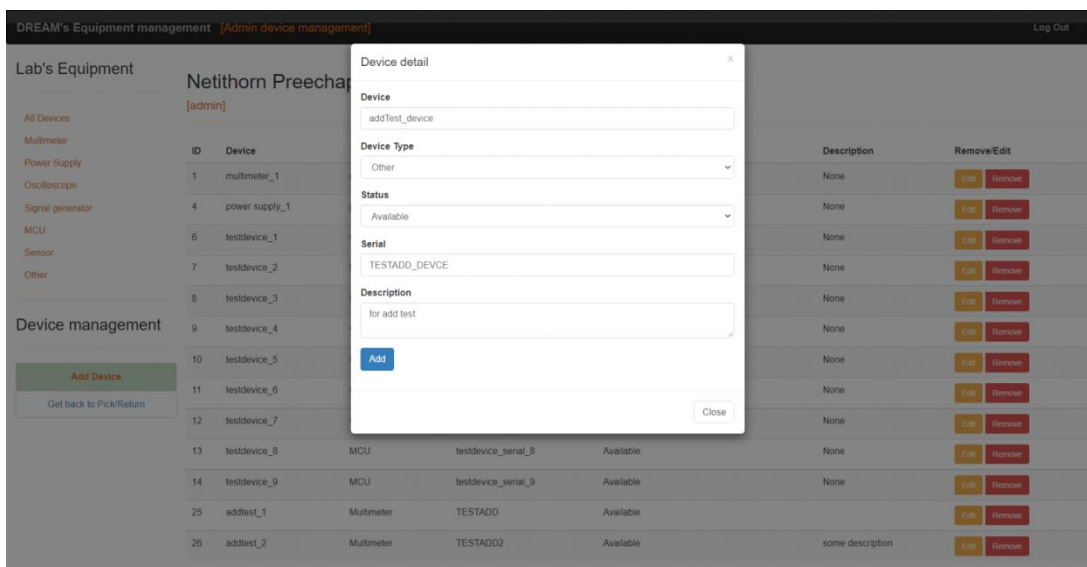 DREAM's Equipment management [Admin device management] Log Out
Lab's Equipment
All Devices
Multimeter
Power Supply
Oscilloscope
Signal generator
MCU
Sensor
Other
Device management
Add Device
Get back to Pick/Return
Netithorn
[admin]
Device detail ×
Device
addTest_device
Device Type
Other
Status
Available
Serial
TESTADD_DEVCE
Description
for add test
Add
Close
ID Device Description Remove/Edit
1 multimeter_1 None Edit Remove
4 power supply_1 None Edit Remove
6 testdevice_1 None Edit Remove
7 testdevice_2 None Edit Remove
8 testdevice_3 None Edit Remove
9 testdevice_4 None Edit Remove
10 testdevice_5 None Edit Remove
11 testdevice_6 None Edit Remove
12 testdevice_7 None Edit Remove
13 testdevice_8 MCU testdevice_serial_8 Available None Edit Remove
14 testdevice_9 MCU testdevice_serial_9 Available None Edit Remove
25 addtest_1 Multimeter TESTADD Available Edit Remove
26 addtest_2 Multimeter TESTADD2 Available some description Edit Remove